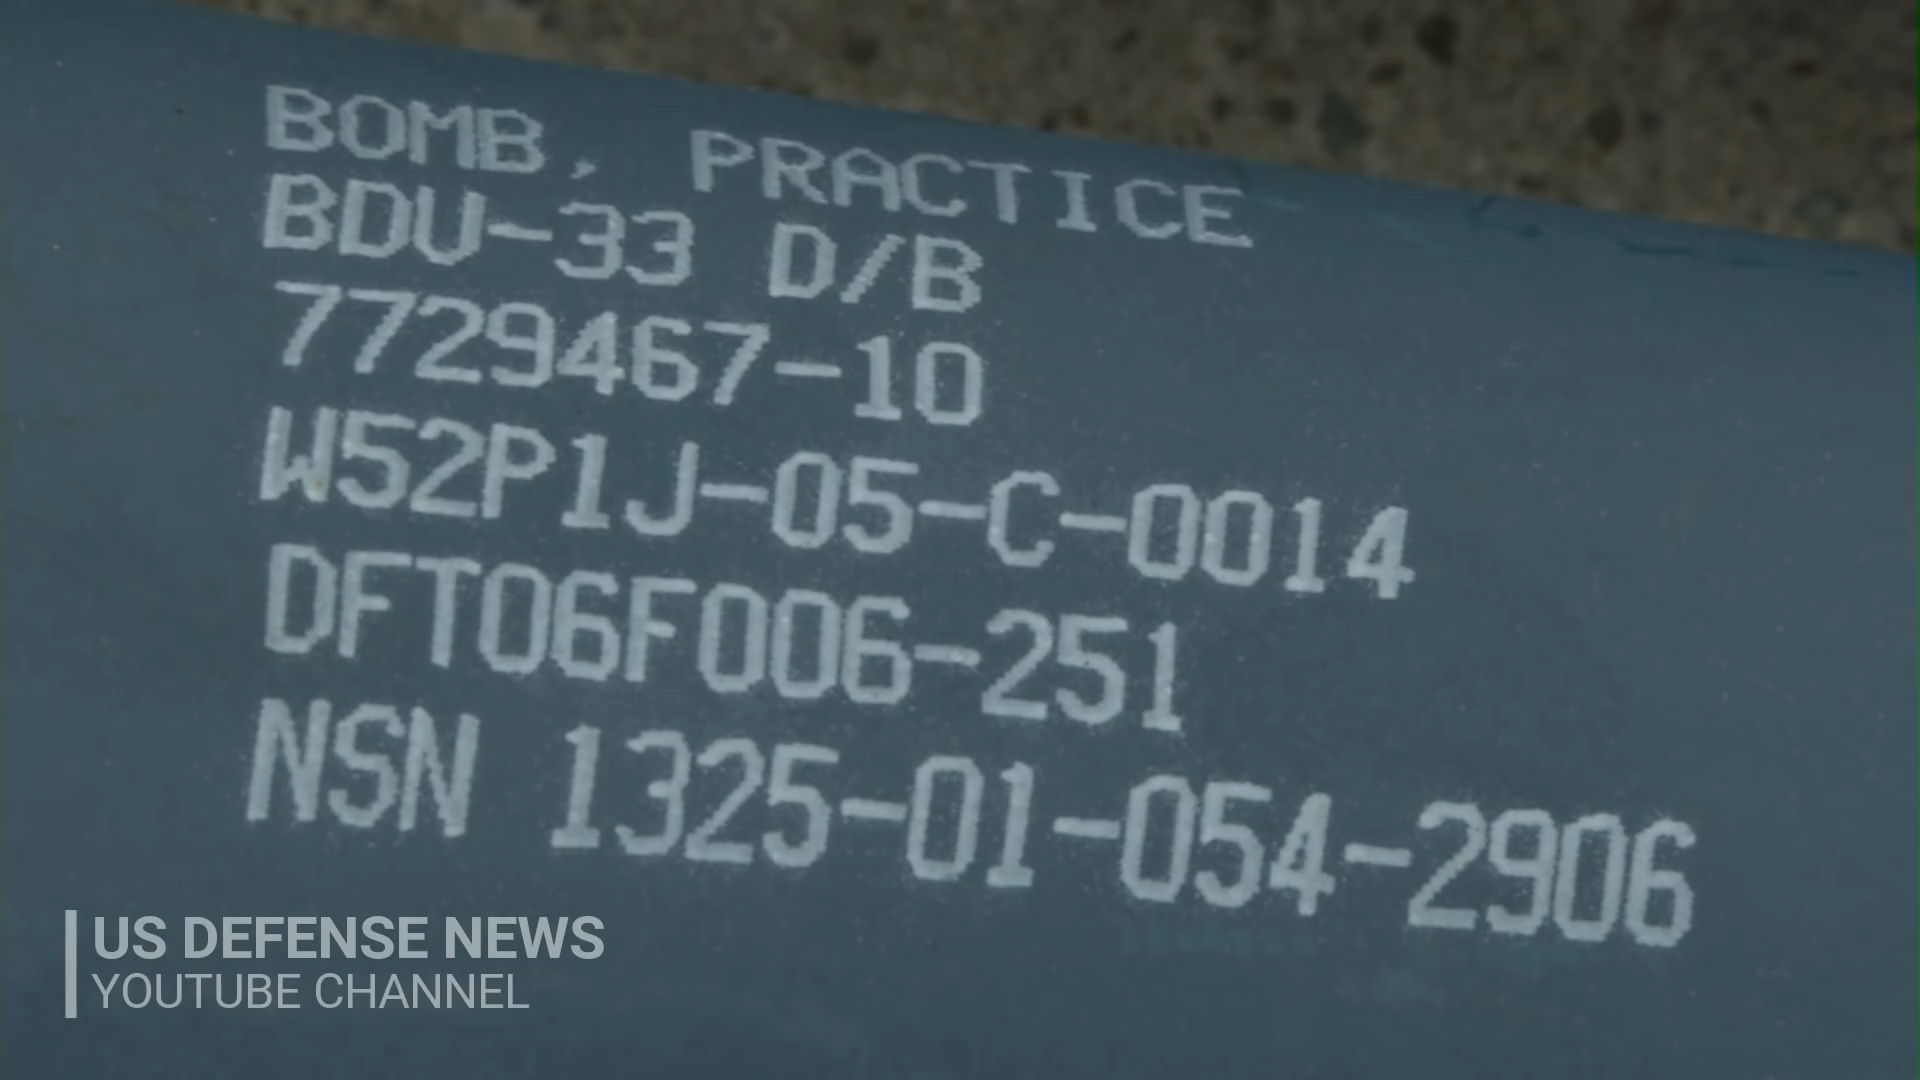 BOMB, PRACTICE
BDU-33 D/B
7729467-10
W52P1J-05-C-0014
DFT06F006-251
NSN 1325-01-054-2906
US DEFENSE NEWS
YOUTUBE CHANNEL